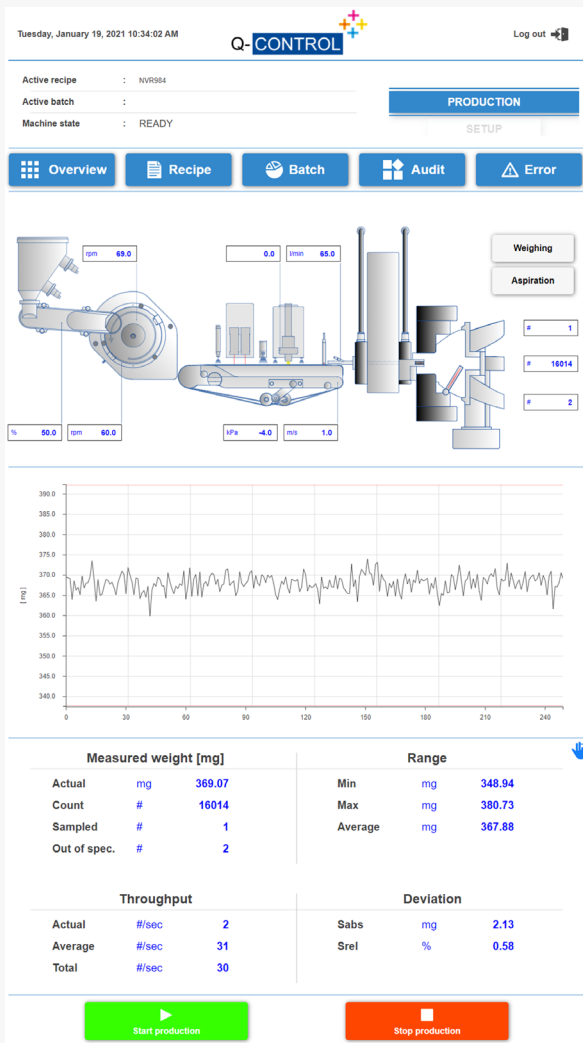 Tuesday, January 19, 2021 10:34:02 AM
Q- CONTROL
Log out
Active recipe : NVR984
Active batch :
Machine state : READY
PRODUCTION
SETUP
Overview
Recipe
Batch
Audit
Error
rpm 69.0
0.0
l/min 65.0
Weighing
Aspiration
# 1
# 16014
# 2
% 50.0
rpm 60.0
kPa -4.0
m/s 1.0
[ mg ]
390.0
385.0
380.0
375.0
370.0
365.0
360.0
355.0
350.0
345.0
340.0
0 30 60 90 120 150 180 210 240
Measured weight [mg]
Actual mg 369.07
Count # 16014
Sampled # 1
Out of spec. # 2
Range
Min mg 348.94
Max mg 380.73
Average mg 367.88
Throughput
Actual #/sec 2
Average #/sec 31
Total #/sec 30
Deviation
Sabs mg 2.13
Srel % 0.58
Start production
Stop production